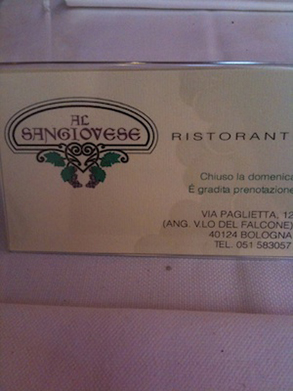 AL
SANGIOVESE
RISTORANT
Chiuso la domenica
É gradita prenotazione
VIA PAGLIETTA, 12
(ANG. V.LO DEL FALCONE)
40124 BOLOGNA
TEL. 051 583057